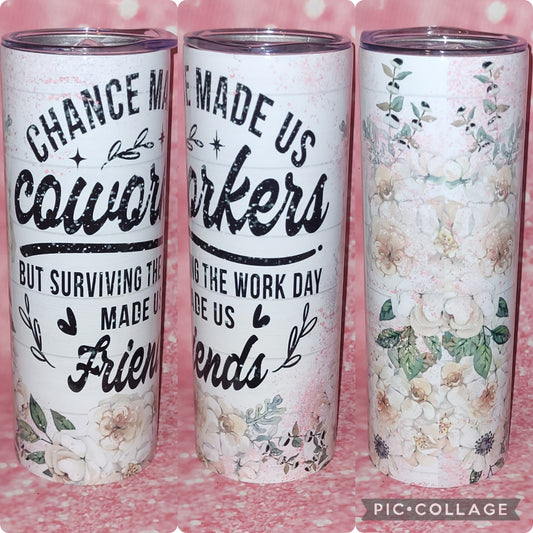 CHANCE MA
cowor
BUT SURVIVING THE
MADE U
Frien
E MADE US
orkers
NG THE WORK DAY
DE US
ends
PIC•COLLAGE